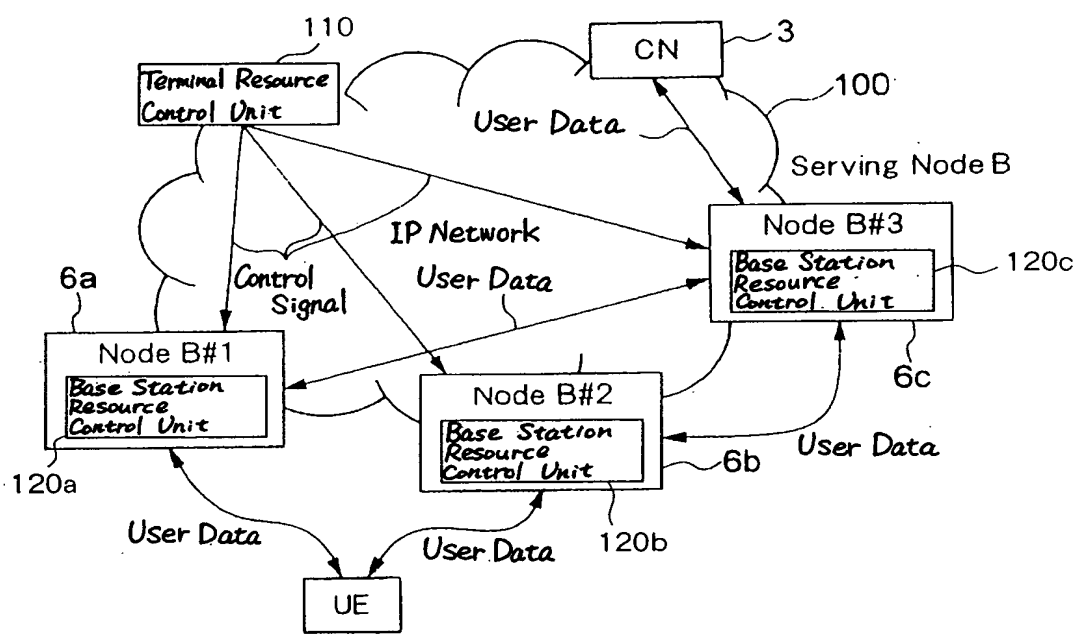 110
Terminal Resource
Control Unit
CN
3
100
User Data
Serving Node B
Node B#3
Base Station
Resource
Control Unit
120c
6c
IP Network
Control
Signal
User Data
6a
Node B#1
Base Station
Resource
Control Unit
120a
Node B#2
Base Station
Resource
Control Unit
6b
120b
User Data
User Data
User Data
UE